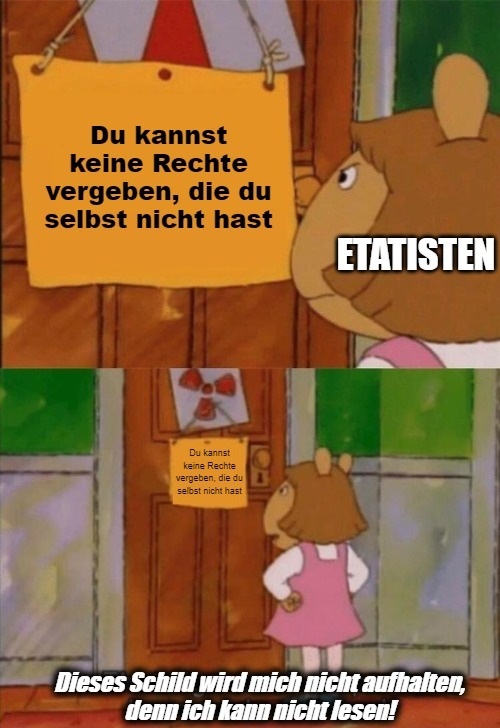 Du kannst
keine Rechte
vergeben, die du
selbst nicht hast
ETATISTEN
Du kannst
keine Rechte
vergeben, die du
selbst nicht hast
Dieses Schild wird mich nicht aufhalten,
denn ich kann nicht lesen!